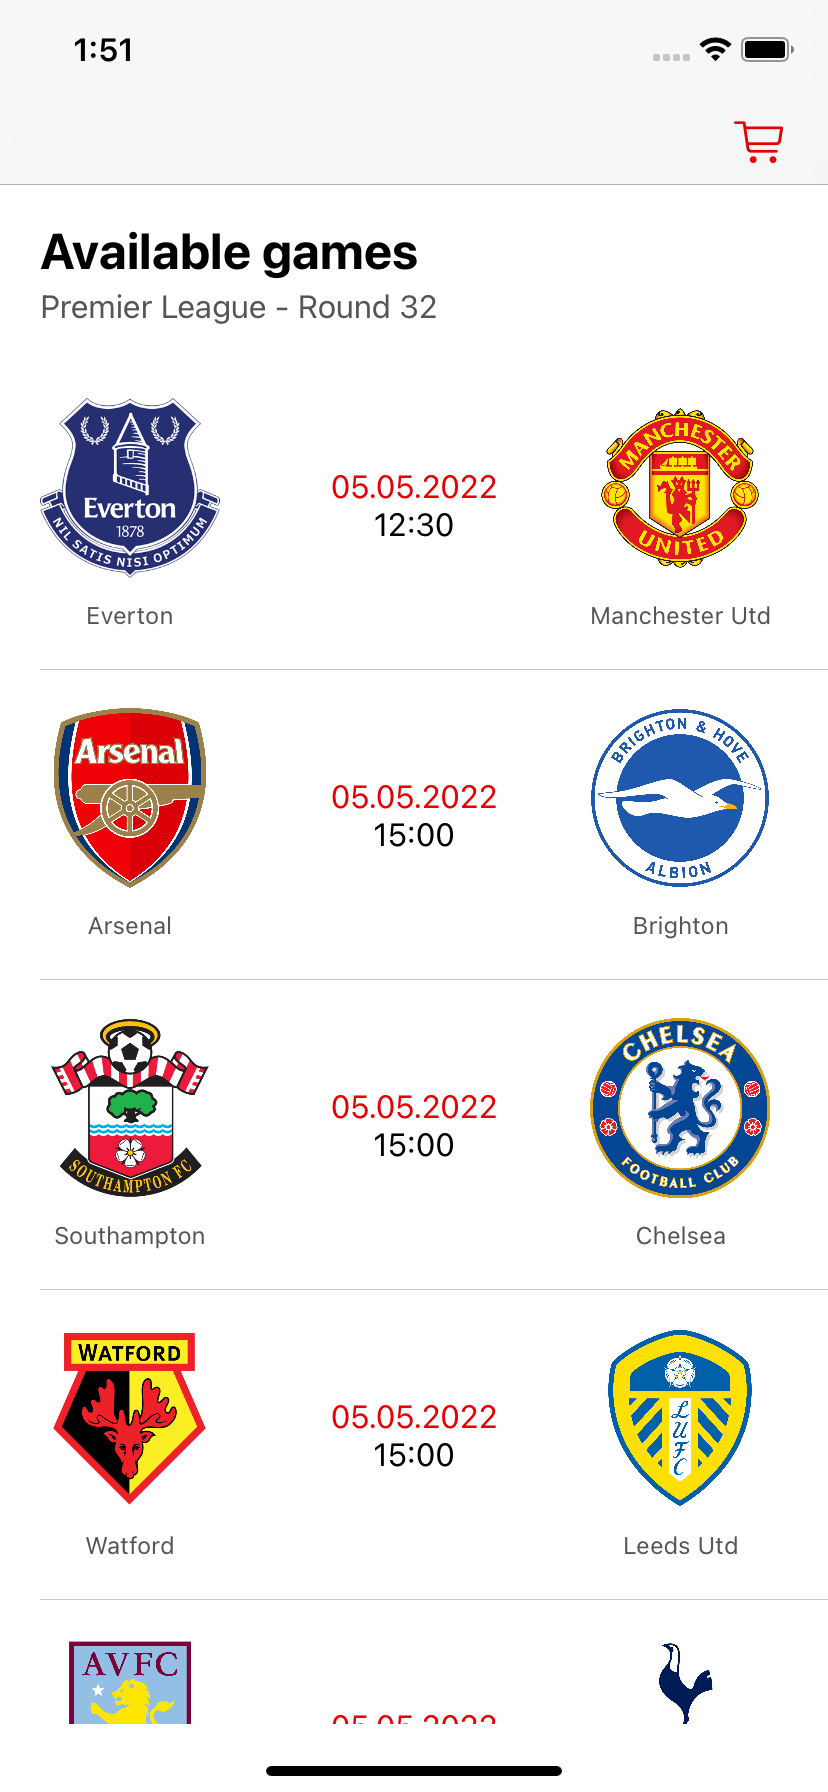 1:51
Available games
Premier League - Round 32
Everton
1878
NIL SATIS NISI OPTIMUM
05.05.2022
12:30
MANCHESTER
UNITED
Everton
Manchester Utd
Arsenal
05.05.2022
15:00
BRIGHTON & HOVE
ALBION
Arsenal
Brighton
SOUTHAMPTON FC
05.05.2022
15:00
CHELSEA
FOOTBALL CLUB
Southampton
Chelsea
WATFORD
05.05.2022
15:00
LUFC
Watford
Leeds Utd
AVFC
05.05.2022